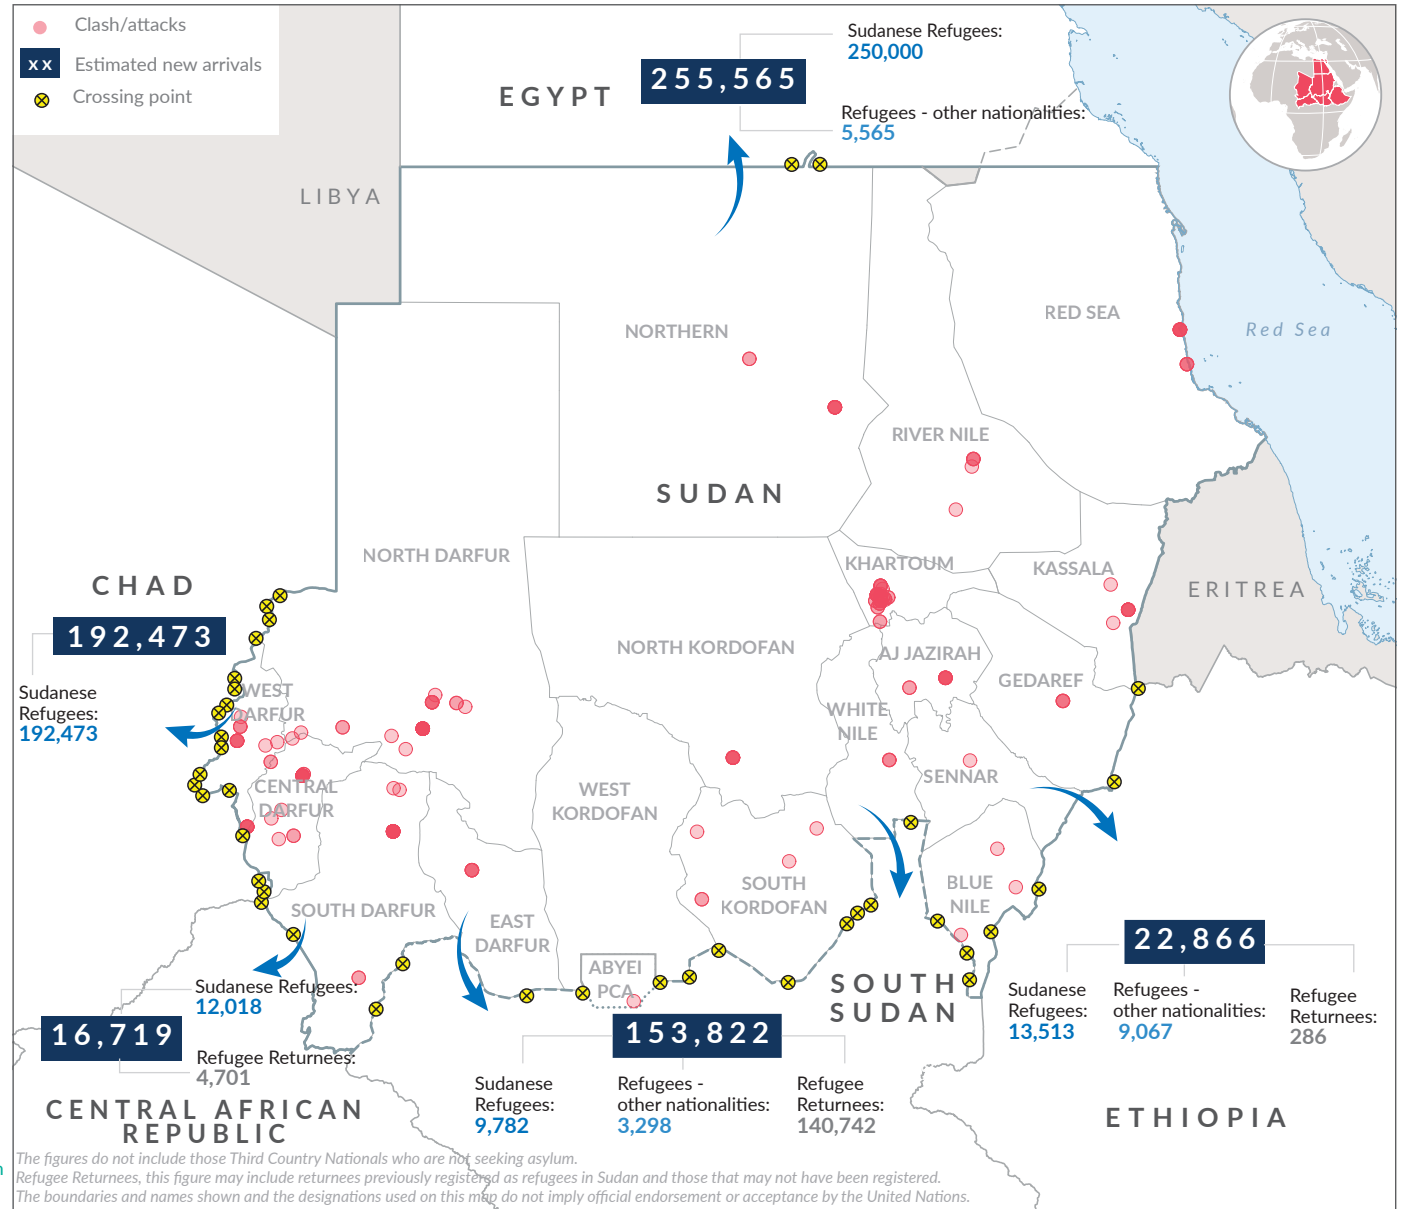 Clash/attacks
xx Estimated new arrivals
Crossing point
EGYPT
255,565
Sudanese Refugees:
250,000
Refugees - other nationalities:
5,565
LIBYA
NORTHERN
RED SEA
Red Sea
RIVER NILE
SUDAN
NORTH DARFUR
KHARTOUM
KASSALA
ERITREA
CHAD
192,473
Sudanese
Refugees:
192,473
WEST
DARFUR
NORTH KORDOFAN
AJ JAZIRAH
GEDAREF
WHITE
NILE
SENNAR
CENTRAL
DARFUR
WEST
KORDOFAN
SOUTH
KORDOFAN
BLUE
NILE
SOUTH DARFUR
EAST
DARFUR
ABYEI
PCA
SOUTH
SUDAN
Sudanese Refugees:
12,018
16,719
Refugee Returnees:
4,701
CENTRAL AFRICAN
REPUBLIC
153,822
Sudanese
Refugees:
9,782
Refugees -
other nationalities:
3,298
Refugee
Returnees:
140,742
22,866
Sudanese
Refugees:
13,513
Refugees -
other nationalities:
9,067
Refugee
Returnees:
286
ETHIOPIA
The figures do not include those Third Country Nationals who are not seeking asylum.
Refugee Returnees, this figure may include returnees previously registered as refugees in Sudan and those that may not have been registered.
The boundaries and names shown and the designations used on this map do not imply official endorsement or acceptance by the United Nations.